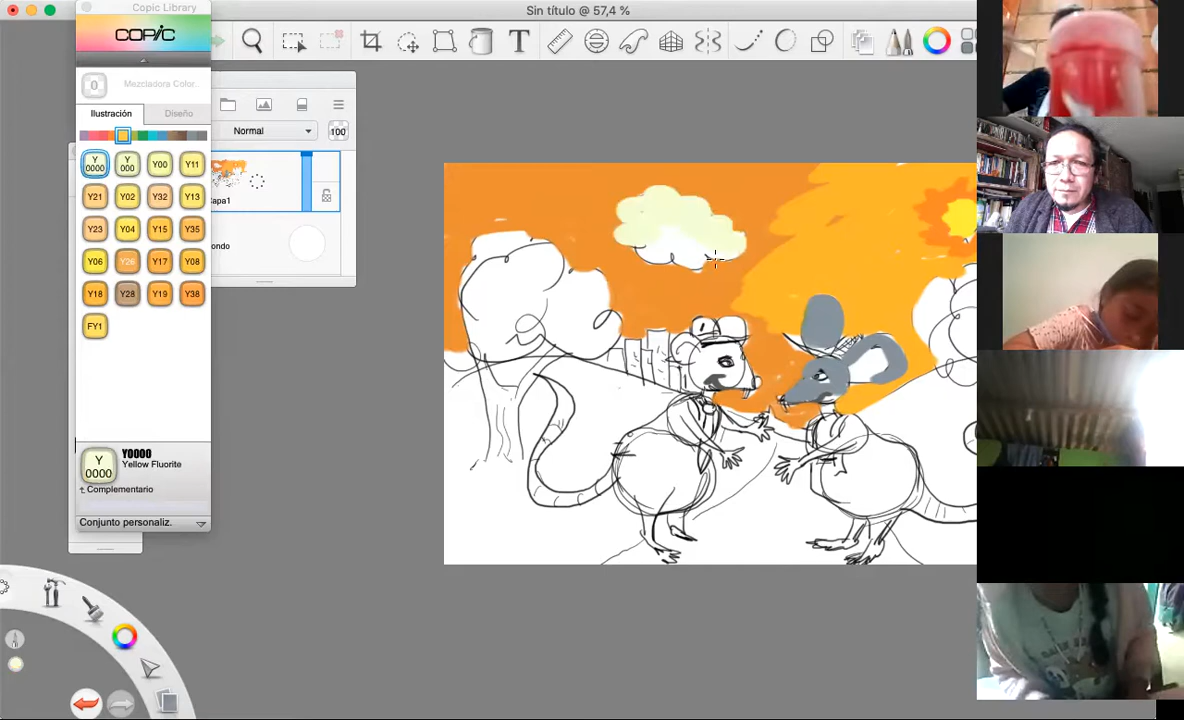 Copic Library
Sin título @ 57,4 %
COPIC
T
0
Mezcladora Color..
Ilustración
Diseño
Normal
100
Y
0000
Y
000
Y00
Y11
Y21
Y02
Y32
Y13
Y23
Y04
Y15
Y35
Y06
Y26
Y17
Y08
Y18
Y28
Y19
Y38
FY1
apa1
ondo
Y
0000
Y0000
Yellow Fluorite
Complementario
Conjunto personaliz.